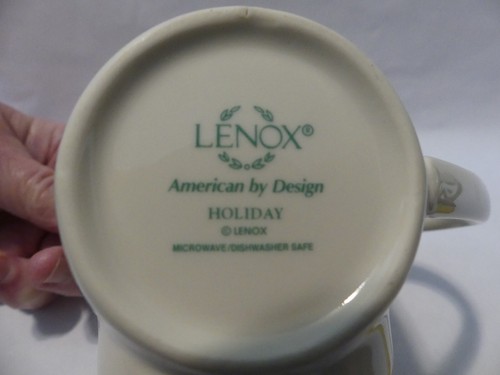 LENOX®
American by Design
HOLIDAY
© LENOX
MICROWAVE/DISHWASHER SAFE